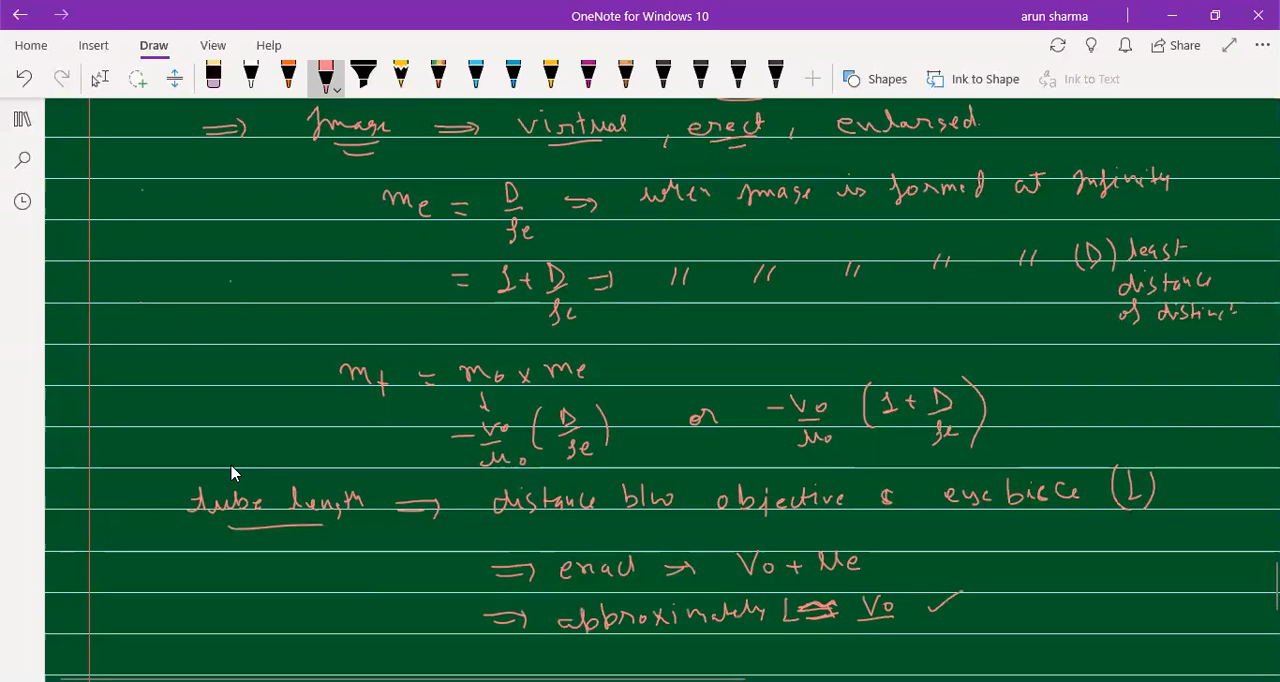 OneNote for Windows 10
arun sharma
Home Insert Draw View Help
Share
Shapes Ink to Shape Ink to Text
⇒ Image ⇒ virtual, erect, enlarged
me = D/fe ⇒ when image is formed at Infinity
= 1 + D/fe ⇒ " " " " " (D) least
distance
of distinct
mt = mo x me
-vo/uo (D/fe) or -vo/uo (1 + D/fe)
tube length ⇒ distance b/w objective & eyepiece (L)
⇒ exact → Vo + ue
⇒ approximately L ≅ Vo ✓